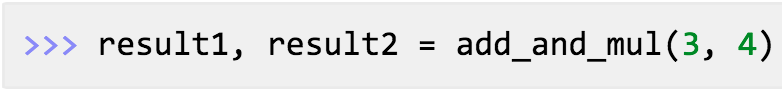 >>> result1, result2 = add_and_mul(3, 4)